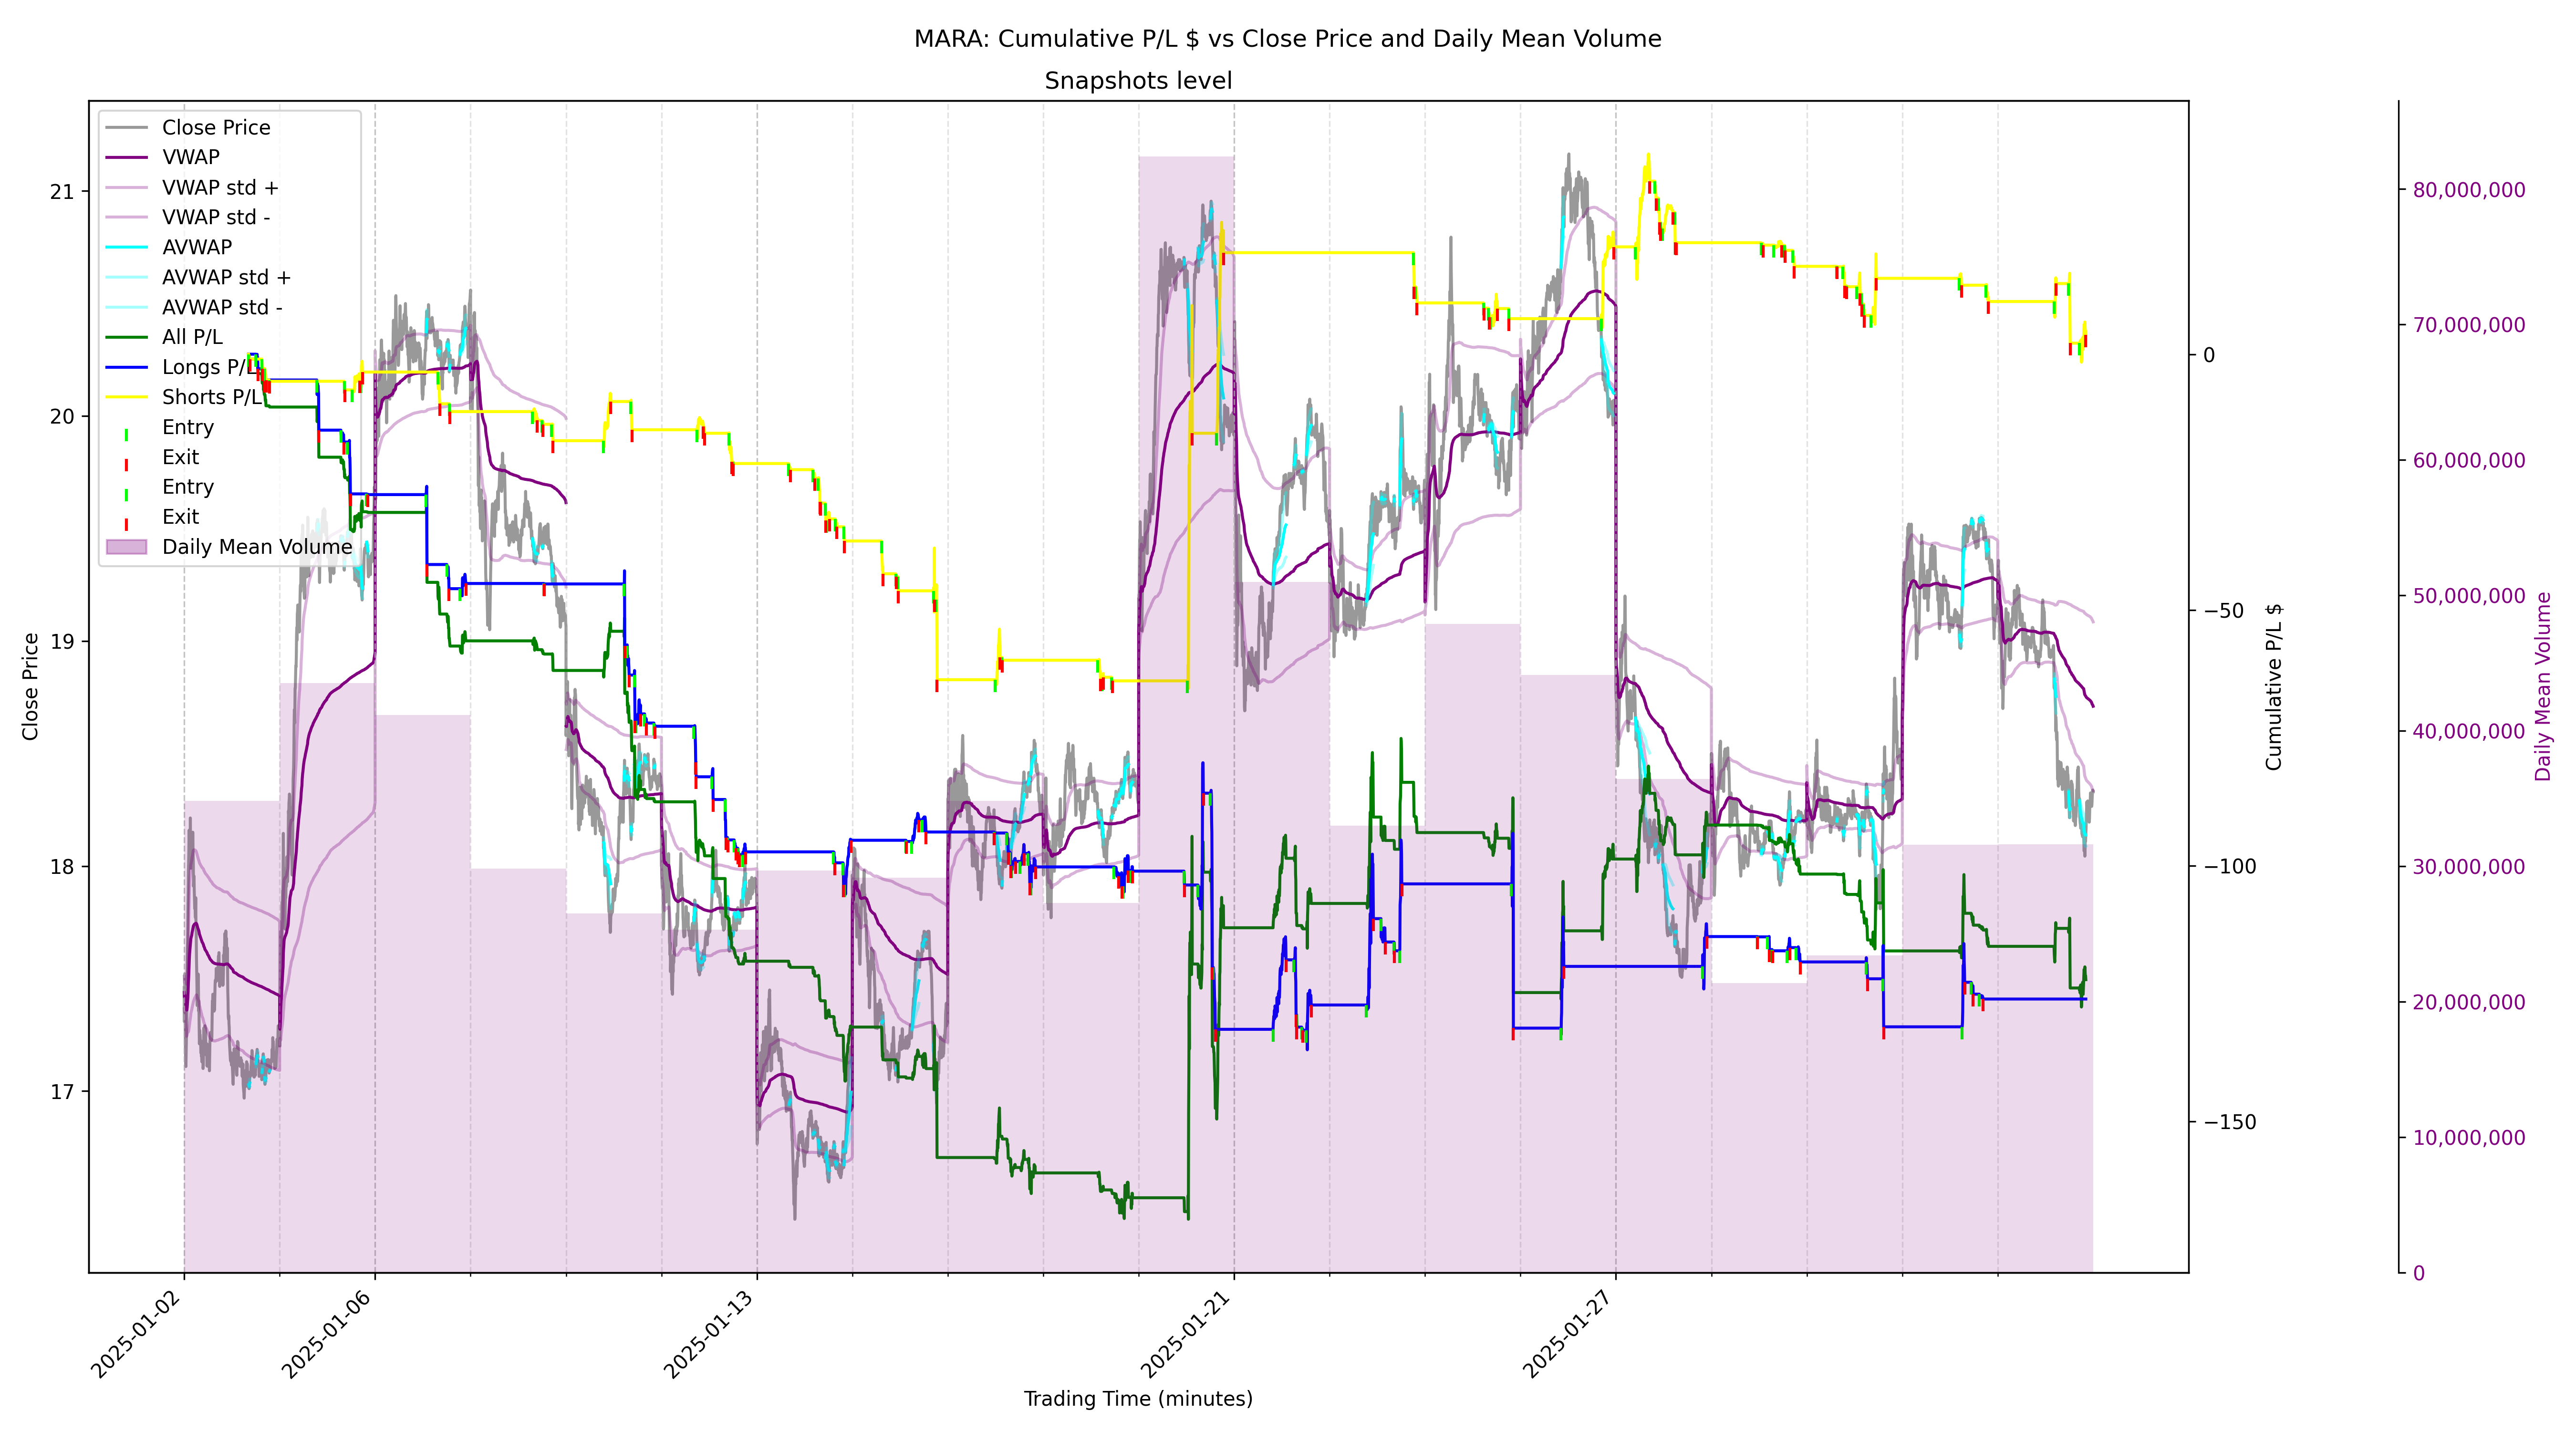 MARA: Cumulative P/L $ vs Close Price and Daily Mean Volume
Snapshots level
Close Price
VWAP
VWAP std +
VWAP std -
AVWAP
AVWAP std +
AVWAP std -
All P/L
Longs P/L
Shorts P/L
Entry
Exit
Entry
Exit
Daily Mean Volume
Close Price
21
20
19
18
17
0
−50
−100
−150
Cumulative P/L $
80,000,000
70,000,000
60,000,000
50,000,000
40,000,000
30,000,000
20,000,000
10,000,000
0
Daily Mean Volume
2025-01-02
2025-01-06
2025-01-13
2025-01-21
2025-01-27
Trading Time (minutes)